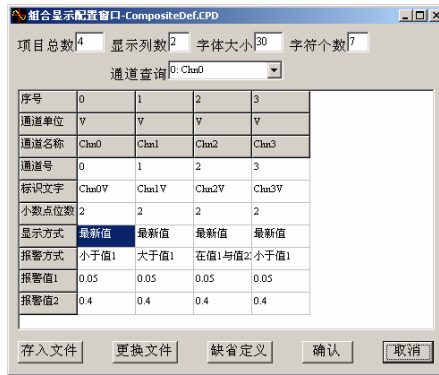 组合显示配置窗口-CompositeDef.CPD
项目总数 4 显示列数 2 字体大小 30 字符个数 7
通道查询 0: Chn0
序号 0 1 2 3
通道单位 V V V V
通道名称 Chn0 Chn1 Chn2 Chn3
通道号 0 1 2 3
标识文字 Chn0V Chn1V Chn2V Chn3V
小数点位数 2 2 2 2
显示方式 最新值 最新值 最新值 最新值
报警方式 小于值1 大于值1 在值1与值2 小于值1
报警值1 0.05 0.05 0.05 0.05
报警值2 0.4 0.4 0.4 0.4
存入文件 更换文件 缺省定义 确认 取消